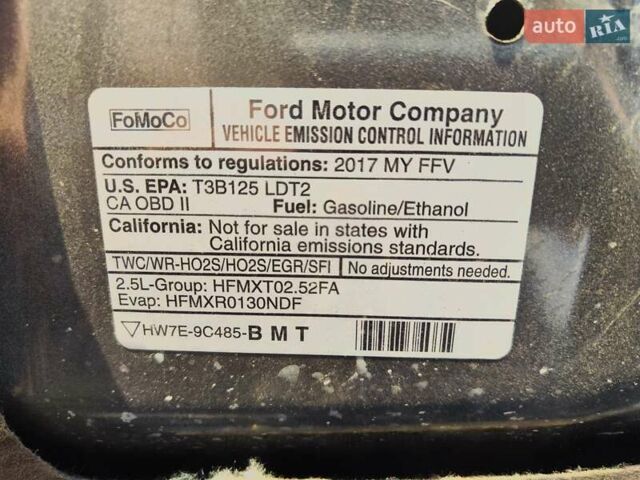 auto RIA.com
FoMoCo
Ford Motor Company
VEHICLE EMISSION CONTROL INFORMATION
Conforms to regulations: 2017 MY FFV
U.S. EPA: T3B125 LDT2
CA OBD II Fuel: Gasoline/Ethanol
California: Not for sale in states with
California emissions standards.
TWC/WR-HO2S/HO2S/EGR/SFI No adjustments needed.
2.5L-Group: HFMXT02.52FA
Evap: HFMXR0130NDF
HW7E-9C485-B M T